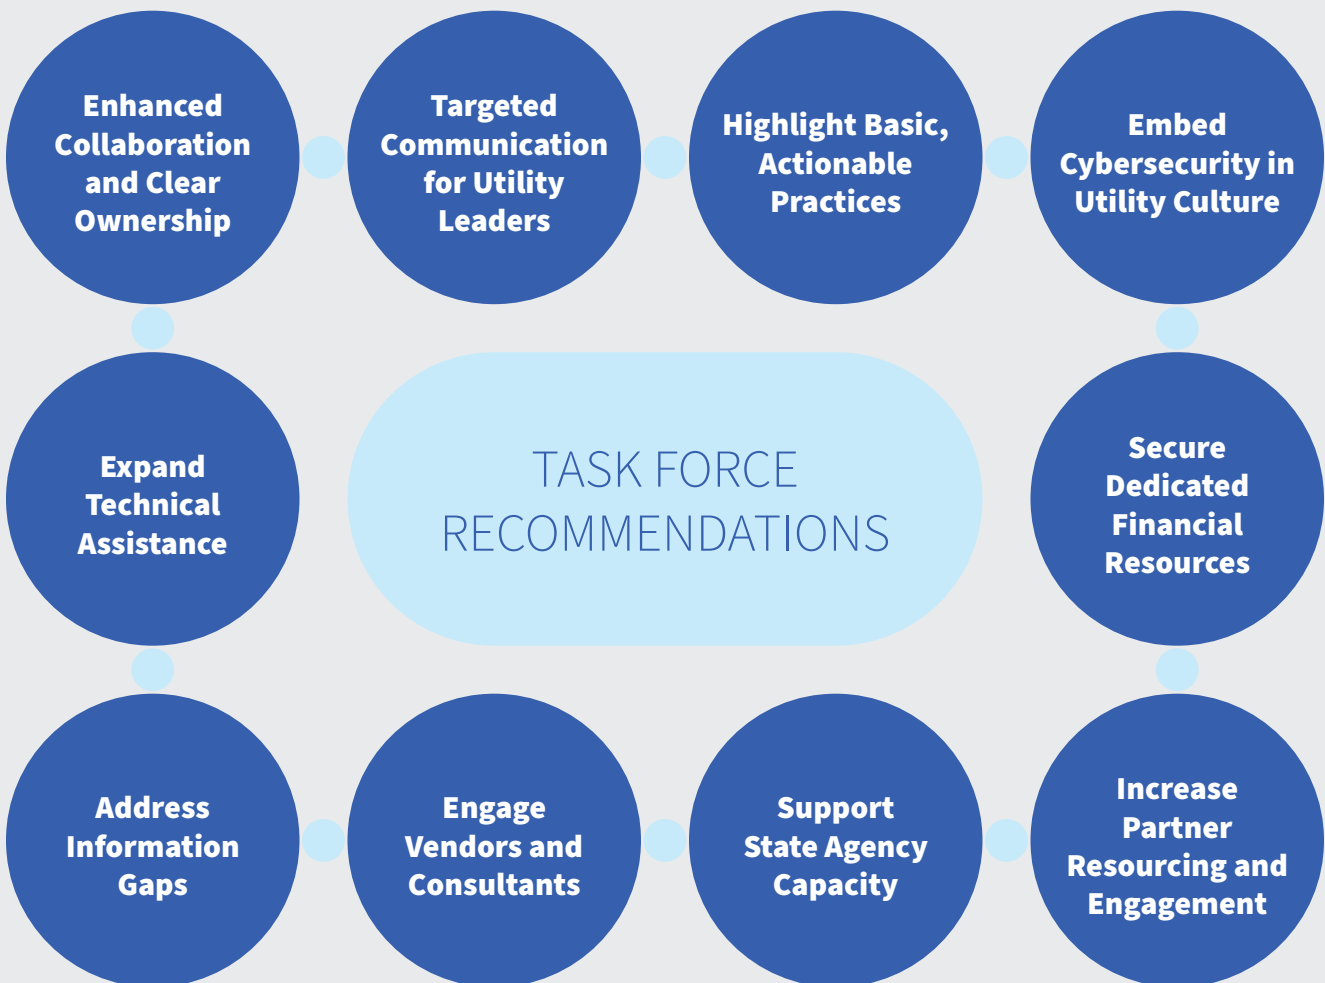 Enhanced
Collaboration
and Clear
Ownership
Targeted
Communication
for Utility
Leaders
Highlight Basic,
Actionable
Practices
Embed
Cybersecurity in
Utility Culture
Expand
Technical
Assistance
TASK FORCE
RECOMMENDATIONS
Secure
Dedicated
Financial
Resources
Address
Information
Gaps
Engage
Vendors and
Consultants
Support
State Agency
Capacity
Increase
Partner
Resourcing and
Engagement